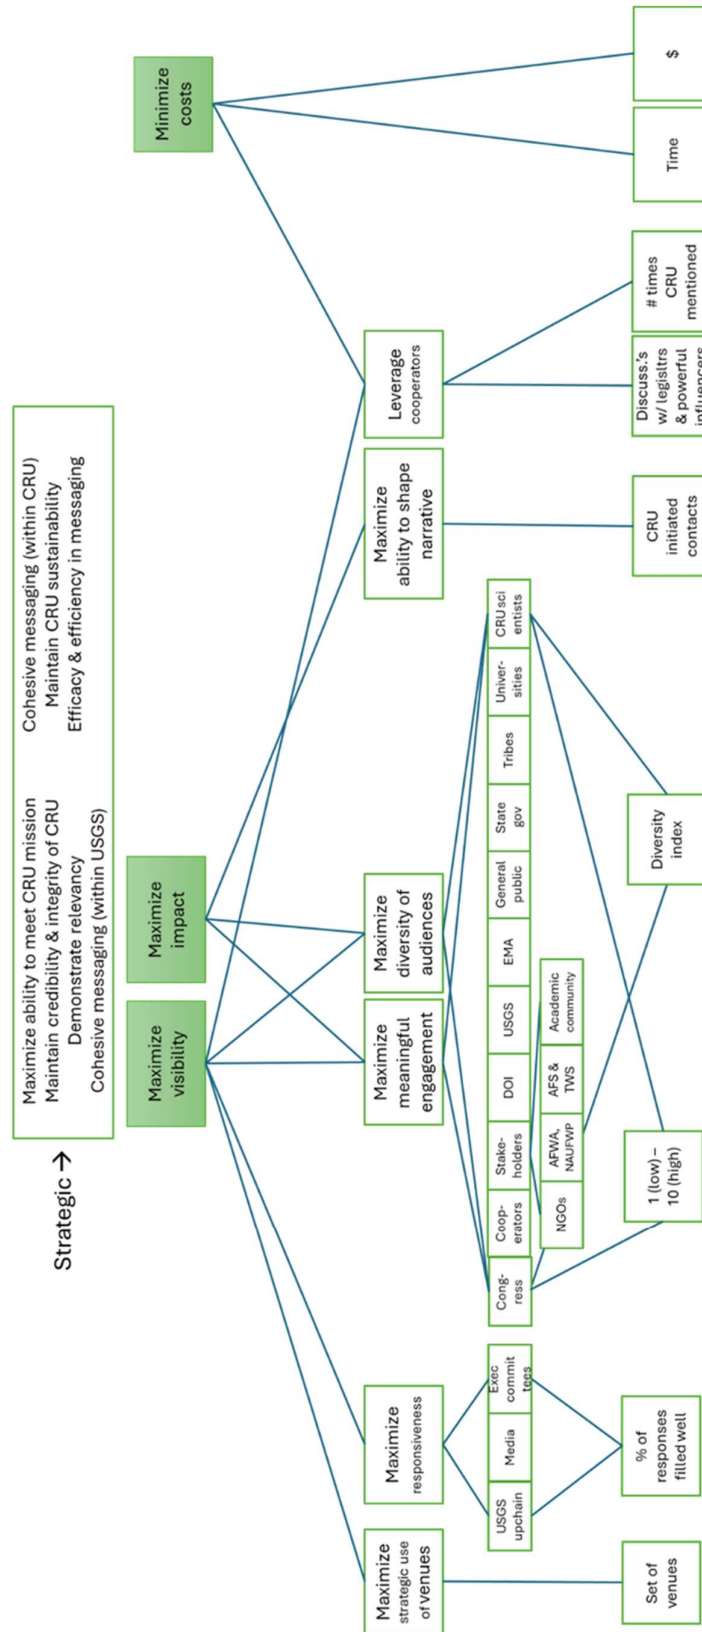 Strategic →
Maximize ability to meet CRU mission
Maintain credibility & integrity of CRU
Demonstrate relevancy
Cohesive messaging (within USGS)
Cohesive messaging (within CRU)
Maintain CRU sustainability
Efficacy & efficiency in messaging
Maximize
visibility
Maximize
impact
Minimize
costs
Maximize
strategic use
of venues
Maximize
responsiveness
Maximize
meaningful
engagement
Maximize
diversity of
audiences
Maximize
ability to shape
narrative
Leverage
cooperators
USGS
upchain
Media
Exec
commit
tees
Cong-
ress
Coop-
erators
Stake-
holders
DOI
USGS
EMA
General
public
State
gov
Tribes
Univer-
sities
CRU sci
entists
NGOs
AFWA,
NAUFWP
AFS &
TWS
Academic
community
Set of
venues
% of
responses
filled well
1 (low) –
10 (high)
Diversity
index
CRU
initiated
contacts
Discuss.'s
w/ legisltrs
& powerful
influencers
# times
CRU
mentioned
Time
$